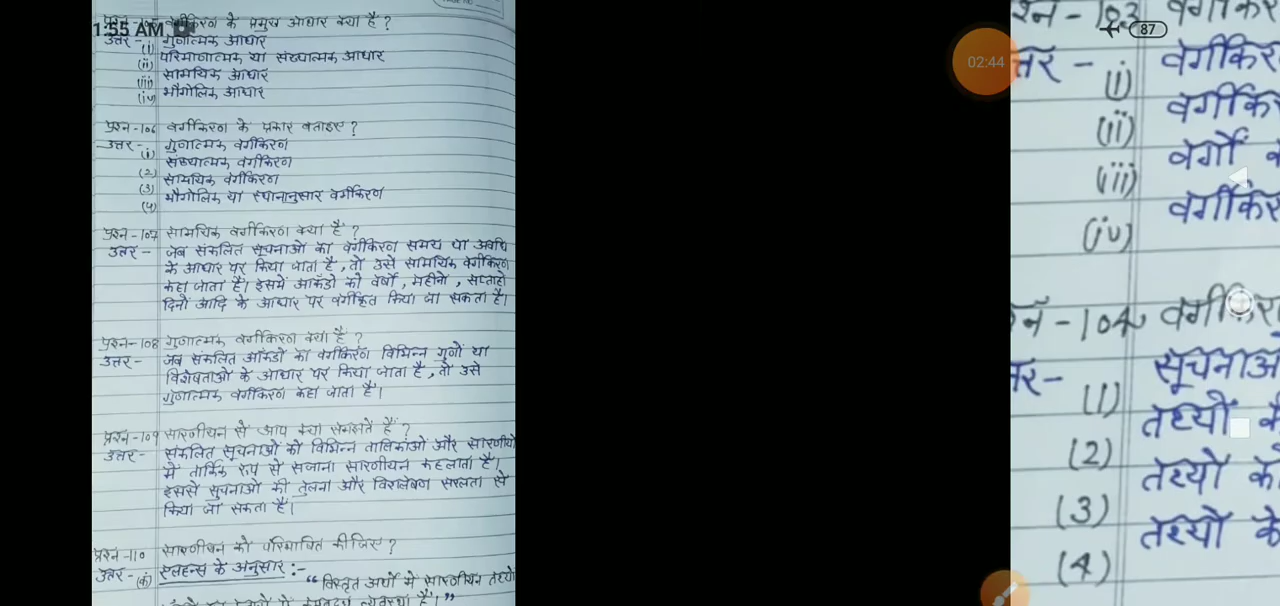 1:55 AM
प्रश्न-105 वर्गीकरण के प्रमुख आधार क्या है ?
उत्तर- (i) गुणात्मक आधार
(ii) परिमाणात्मक या संख्यात्मक आधार
(iii) सामयिक आधार
(iv) भौगोलिक आधार
प्रश्न-106 वर्गीकरण के प्रकार बताइए ?
उत्तर- (i) गुणात्मक वर्गीकरण
(2) संख्यात्मक वर्गीकरण
(3) सामयिक वर्गीकरण
(4) भौगोलिक या स्थानानुसार वर्गीकरण
प्रश्न-107 सामयिक वर्गीकरण क्या है ?
उत्तर- जब संकलित सूचनाओं का वर्गीकरण समय या अवधि
के आधार पर किया जाता है, तो उसे सामयिक वर्गीकरण
कहा जाता है। इसमें आँकडो को वर्षो, महीनो, सप्ताहो
दिनों आदि के आधार पर वर्गीकृत किया जा सकता है।
प्रश्न-108 गुणात्मक वर्गीकरण क्या है ?
उत्तर- जब संकलित आँकडो का वर्गीकरण विभिन्न गुणों या
विशेषताओं के आधार पर किया जाता है, तो उसे
गुणात्मक वर्गीकरण कहा जाता है।
प्रश्न-109 सारणीयन से आप क्या समझते हैं ?
उत्तर- संकलित सूचनाओं को विभिन्न तालिकाओं और सारणीयो
में तार्किक रूप से सजाना सारणीयन कहलाता है।
इससे सुचनाओ की तुलना और विश्लेषण सरलता से
किया जा सकता है।
प्रश्न-110 सारणीयन को परिभाषित कीजिए ?
उत्तर- (क) एलहन्स के अनुसार :-
“ विस्तृत अर्थो में सारणीयन तथ्यो
02:44
87
श्न-103 वर्गीकर
त्तर- (i) वर्गीकर
(ii) वर्गीकि
(iii) वर्गों
(iv) वर्गीकर
न-104 वर्गीकर
तर- (1) सूचनाअ
(2) तथ्यों के
(3) तथ्यों को
(4) तथ्यो के